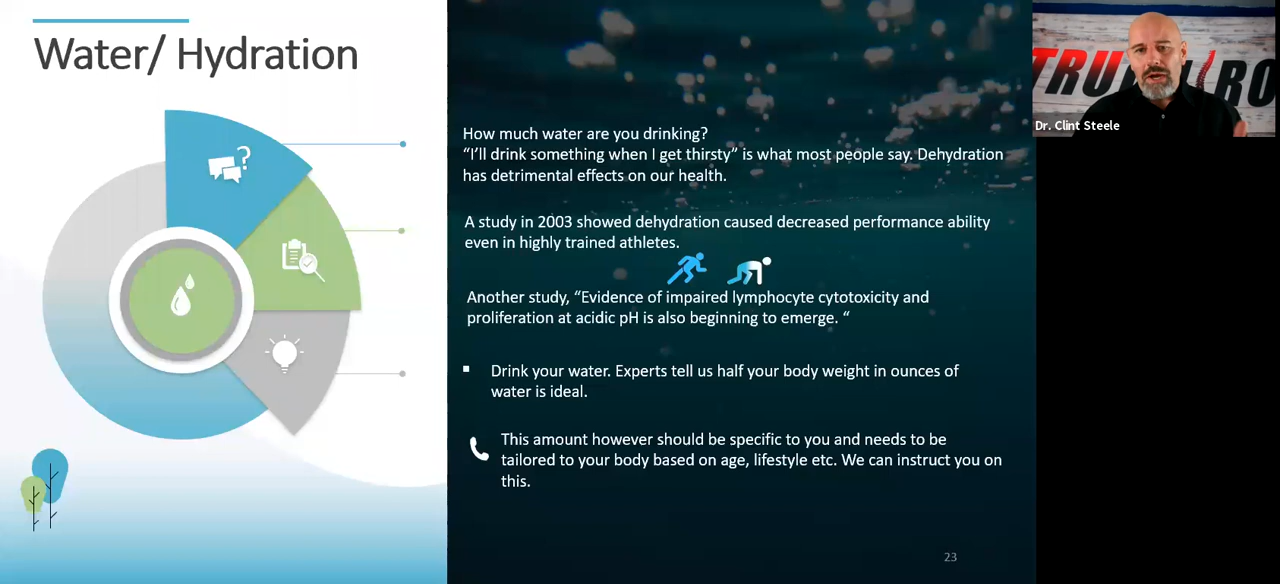 Water/ Hydration
How much water are you drinking?
“I’ll drink something when I get thirsty” is what most people say. Dehydration
has detrimental effects on our health.
A study in 2003 showed dehydration caused decreased performance ability
even in highly trained athletes.
Another study, “Evidence of impaired lymphocyte cytotoxicity and
proliferation at acidic pH is also beginning to emerge. “
Drink your water. Experts tell us half your body weight in ounces of
water is ideal.
This amount however should be specific to you and needs to be
tailored to your body based on age, lifestyle etc. We can instruct you on
this.
23
Dr. Clint Steele